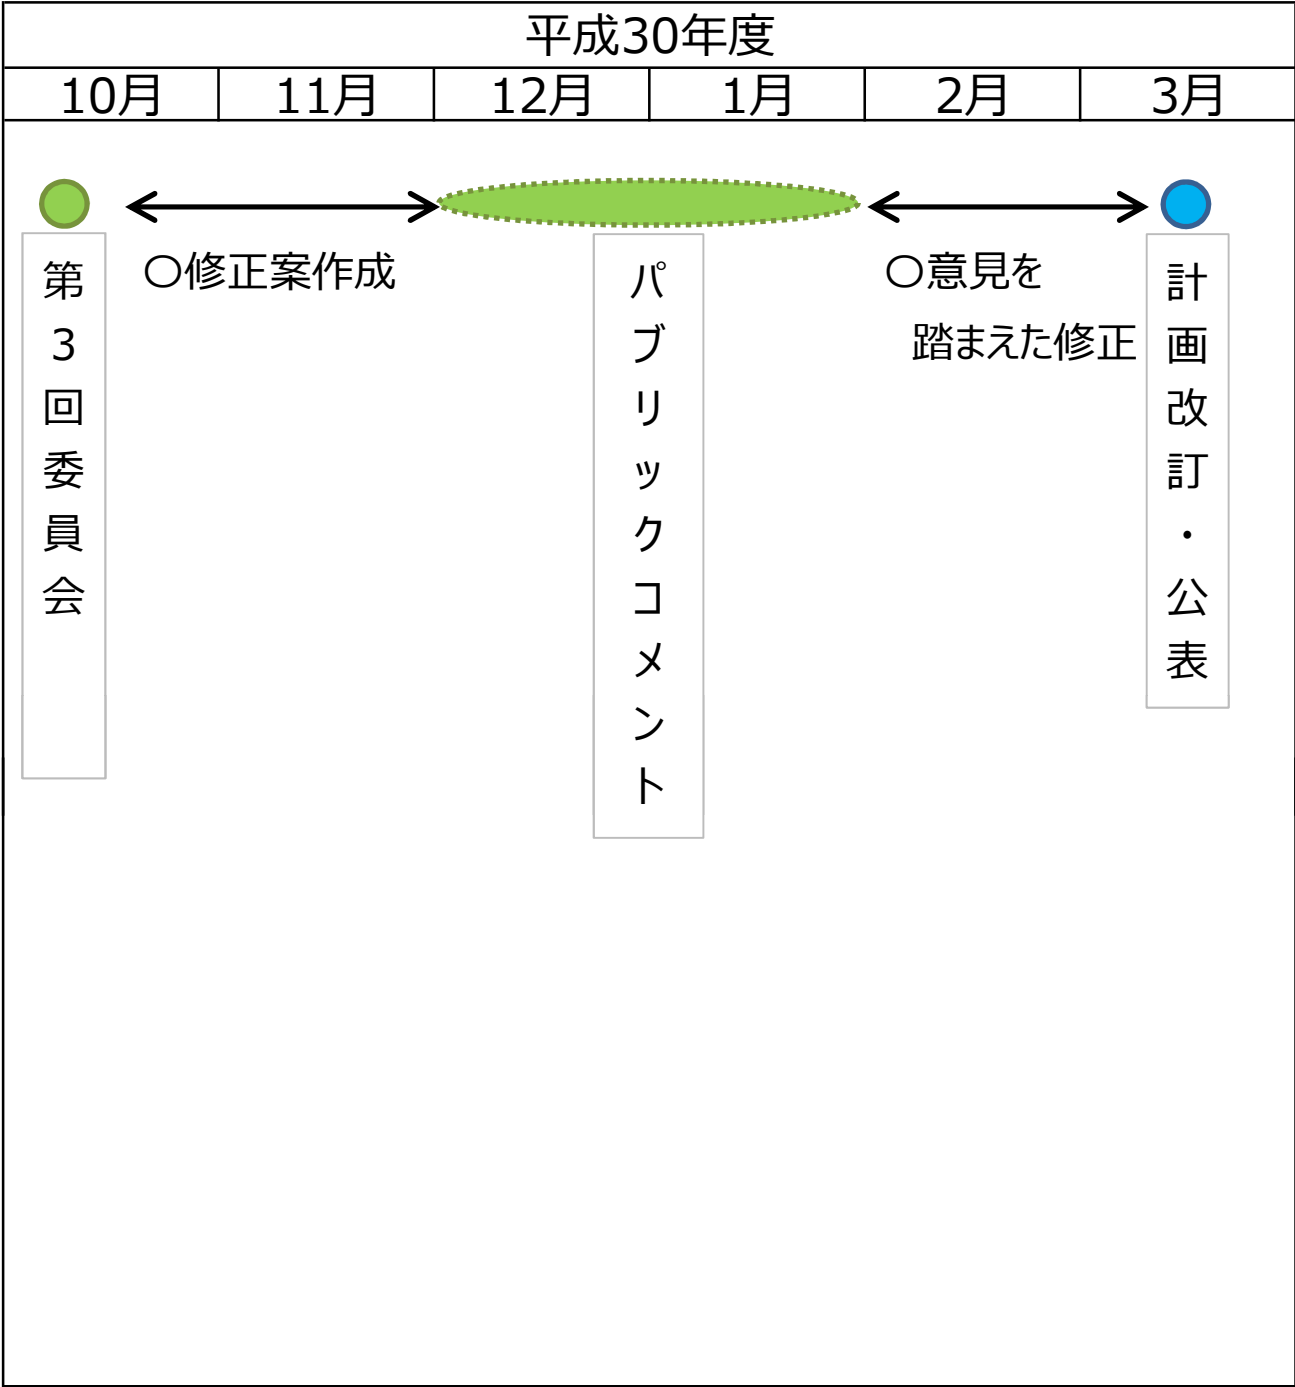 平成30年度
10月 11月 12月 1月 2月 3月
第3回委員会
○修正案作成
パブリックコメント
○意見を
踏まえた修正
計画改訂・公表